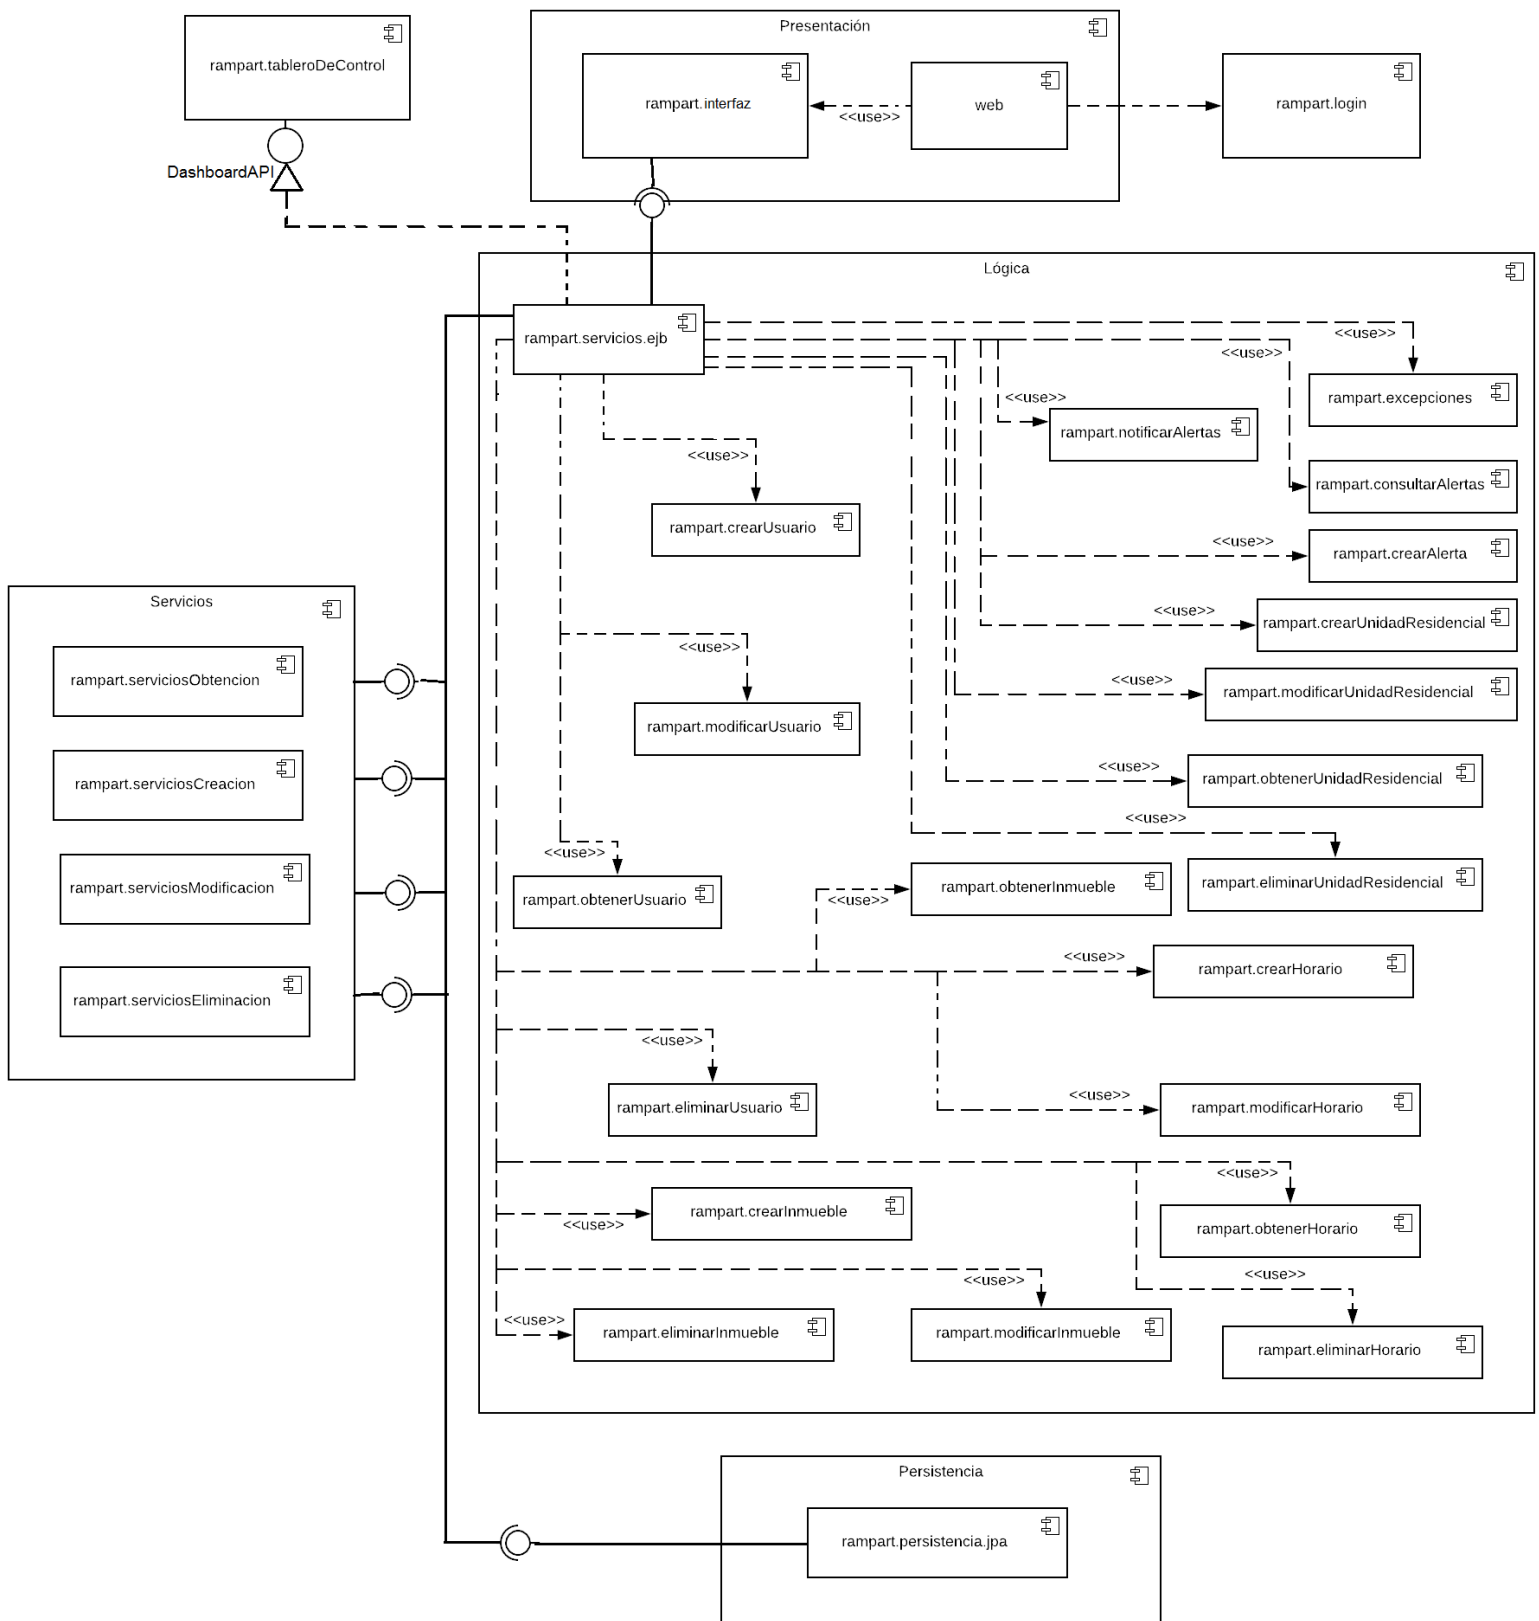 Presentación
rampart.tableroDeControl
rampart.interfaz
web
rampart.login
<<use>>
DashboardAPI
Lógica
rampart.servicios.ejb
<<use>>
<<use>>
rampart.excepciones
<<use>>
rampart.notificarAlertas
<<use>>
rampart.consultarAlertas
rampart.crearUsuario
<<use>>
rampart.crearAlerta
Servicios
<<use>>
rampart.crearUnidadResidencial
<<use>>
rampart.serviciosObtencion
<<use>>
rampart.modificarUnidadResidencial
rampart.modificarUsuario
<<use>>
rampart.obtenerUnidadResidencial
rampart.serviciosCreacion
<<use>>
<<use>>
rampart.serviciosModificacion
rampart.obtenerInmueble
rampart.eliminarUnidadResidencial
rampart.obtenerUsuario
<<use>>
<<use>>
rampart.crearHorario
rampart.serviciosEliminacion
<<use>>
<<use>>
rampart.eliminarUsuario
rampart.modificarHorario
<<use>>
rampart.crearInmueble
<<use>>
rampart.obtenerHorario
<<use>>
<<use>>
<<use>>
rampart.eliminarInmueble
rampart.modificarInmueble
rampart.eliminarHorario
Persistencia
rampart.persistencia.jpa